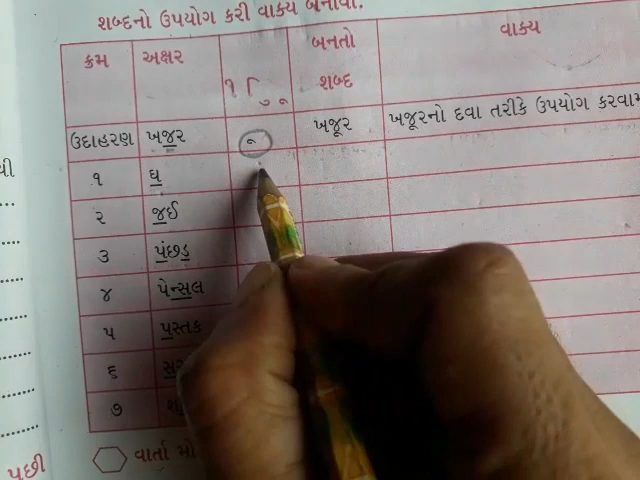 શબ્દનો ઉપયોગ કરી વાક્ય બનાવો.
ક્રમ અક્ષર બનતો શબ્દ વાક્ય
ઉદાહરણ ખજુર ખજૂર ખજૂરનો દવા તરીકે ઉપયોગ
૧ ઘ
૨ જઈ
૩ પંછડ
૪ પેન્સલ
૫ પસ્તક
૬
૭
વાર્તા
પછી